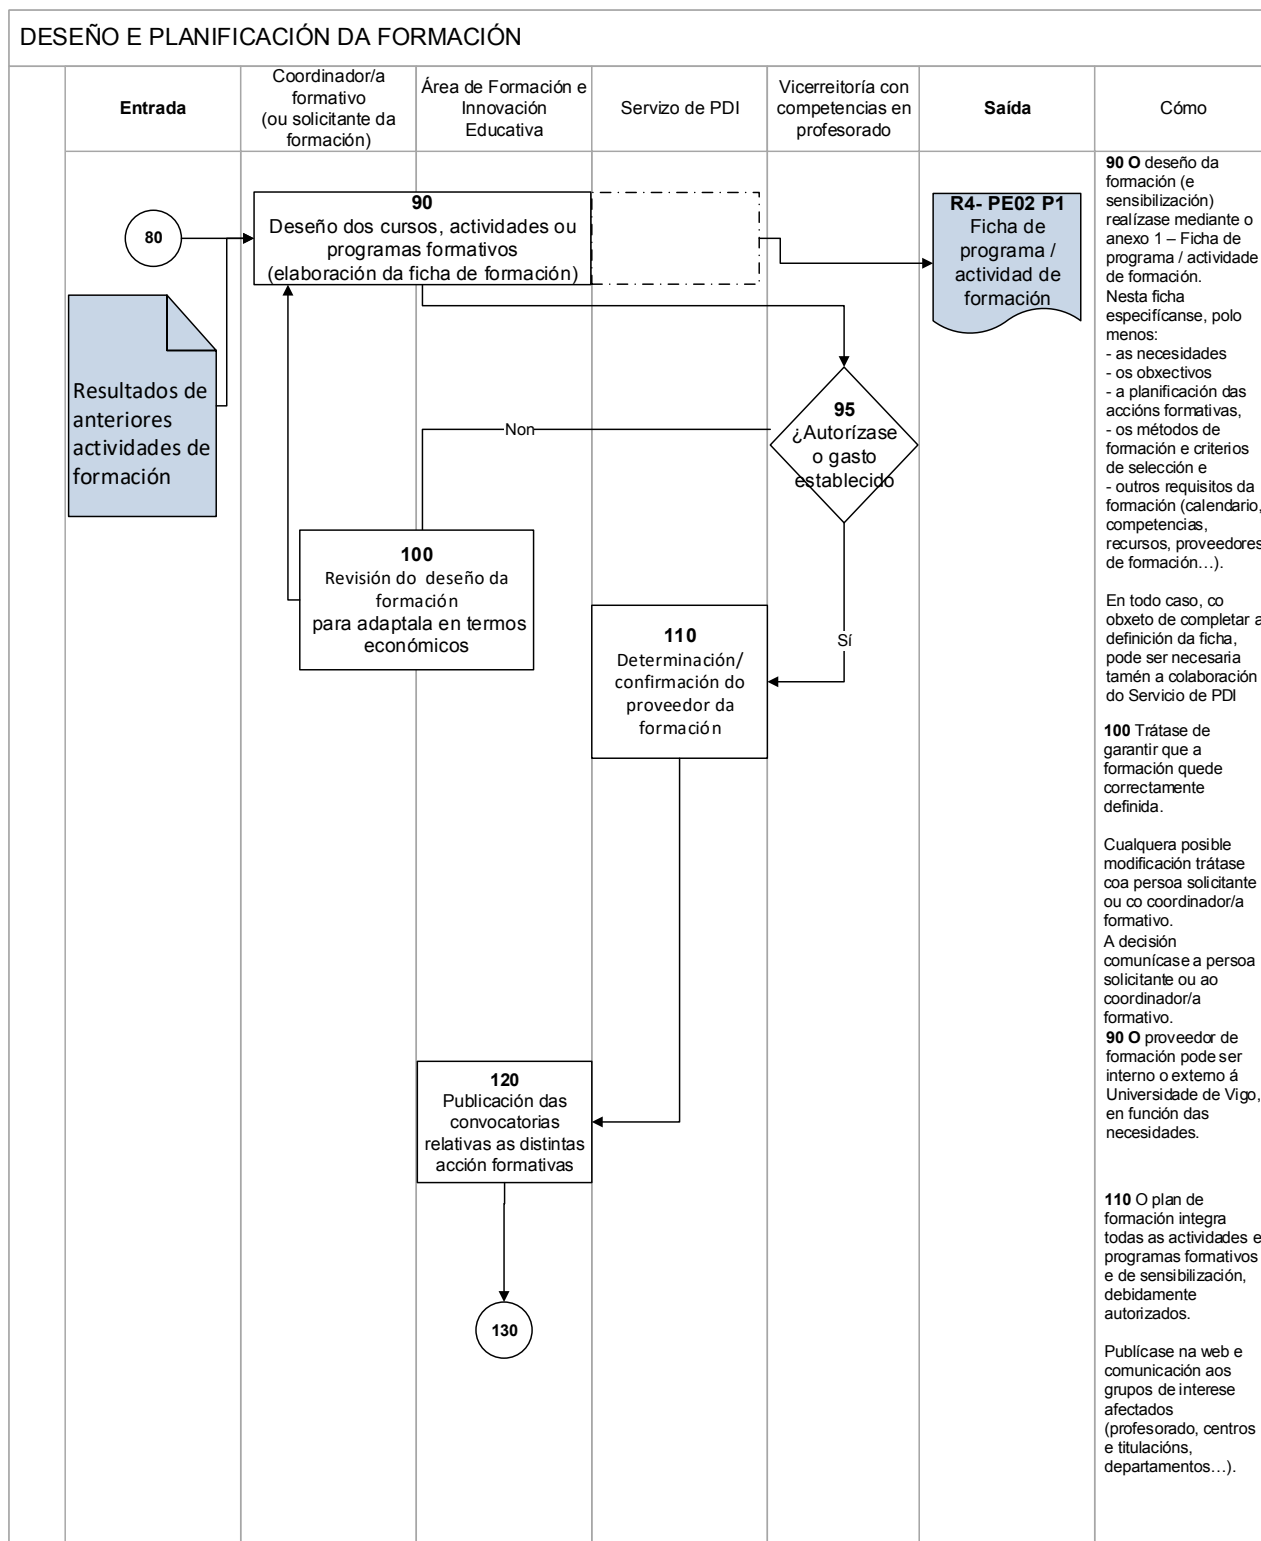 DESEÑO E PLANIFICACIÓN DA FORMACIÓN
Entrada
Coordinador/a
formativo
(ou solicitante da
formación)
Área de Formación e
Innovación
Educativa
Servizo de PDI
Vicerreitoría con
competencias en
profesorado
Saída
Cómo
80
Resultados de
anteriores
actividades de
formación
90
Deseño dos cursos, actividades ou
programas formativos
(elaboración da ficha de formación)
R4- PE02 P1
Ficha de
programa /
actividad de
formación
95
¿Autorízase
o gasto
establecido
Non
Sí
100
Revisión do deseño da
formación
para adaptala en termos
económicos
110
Determinación/
confirmación do
proveedor da
formación
120
Publicación das
convocatorias
relativas as distintas
acción formativas
130
90 O deseño da
formación (e
sensibilización)
realízase mediante o
anexo 1 – Ficha de
programa / actividade
de formación.
Nesta ficha
especifícanse, polo
menos:
- as necesidades
- os obxectivos
- a planificación das
accións formativas,
- os métodos de
formación e criterios
de selección e
- outros requisitos da
formación (calendario,
competencias,
recursos, proveedores
de formación…).
En todo caso, co
obxeto de completar a
definición da ficha,
pode ser necesaria
tamén a colaboración
do Servicio de PDI
100 Trátase de
garantir que a
formación quede
correctamente
definida.
Cualquera posible
modificación trátase
coa persoa solicitante
ou co coordinador/a
formativo.
A decisión
comunícase a persoa
solicitante ou ao
coordinador/a
formativo.
90 O proveedor de
formación pode ser
interno o externo á
Universidade de Vigo,
en función das
necesidades.
110 O plan de
formación integra
todas as actividades e
programas formativos
e de sensibilización,
debidamente
autorizados.
Publícase na web e
comunicación aos
grupos de interese
afectados
(profesorado, centros
e titulacións,
departamentos…).